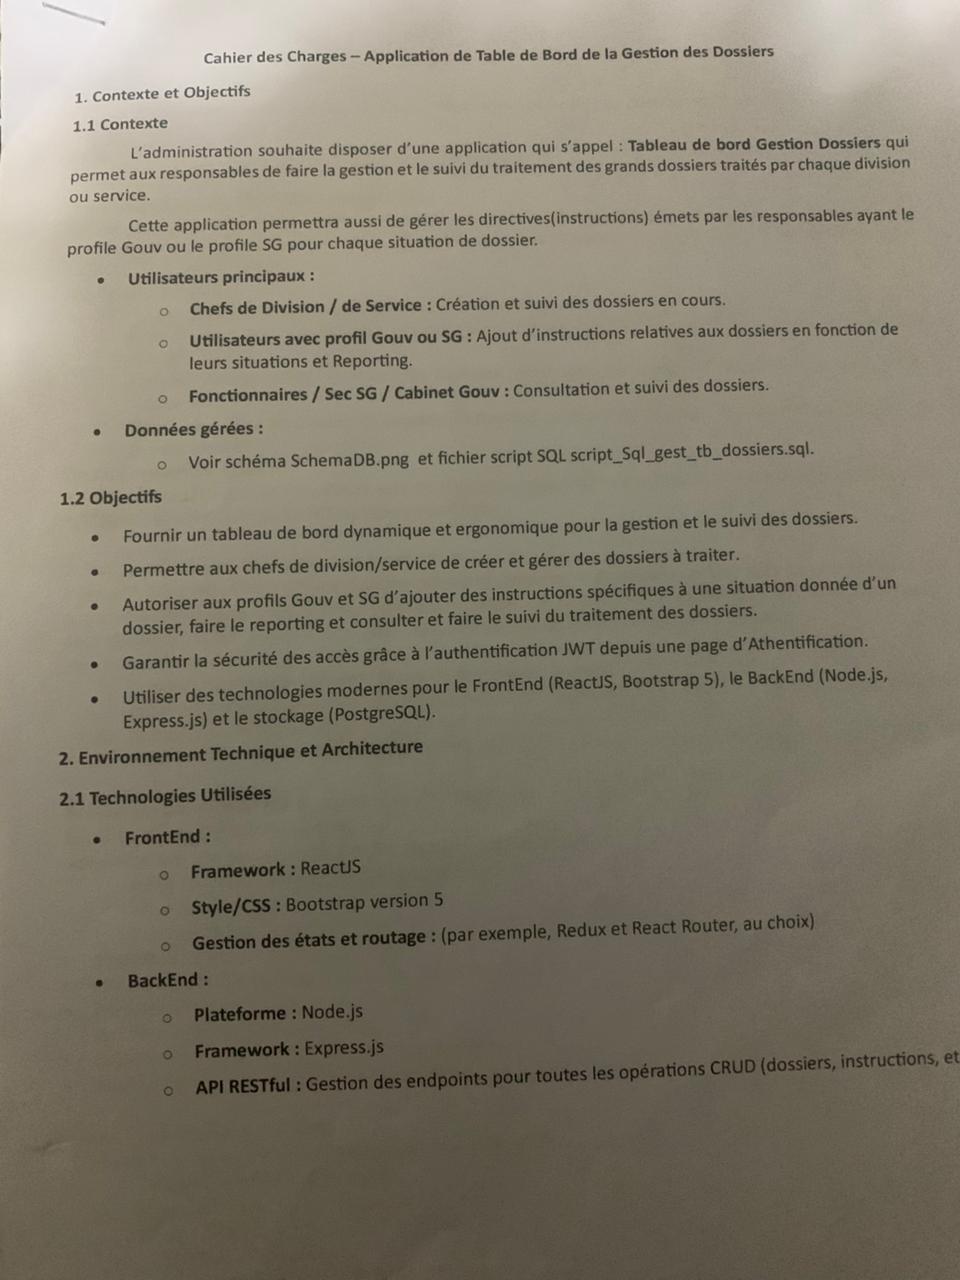 Cahier des Charges – Application de Table de Bord de la Gestion des Dossiers
1. Contexte et Objectifs
1.1 Contexte
L'administration souhaite disposer d'une application qui s'appel : Tableau de bord Gestion Dossiers qui
permet aux responsables de faire la gestion et le suivi du traitement des grands dossiers traités par chaque division
ou service.
Cette application permettra aussi de gérer les directives(instructions) émets par les responsables ayant le
profile Gouv ou le profile SG pour chaque situation de dossier.
• Utilisateurs principaux :
o Chefs de Division / de Service : Création et suivi des dossiers en cours.
o Utilisateurs avec profil Gouv ou SG : Ajout d'instructions relatives aux dossiers en fonction de
leurs situations et Reporting.
o Fonctionnaires / Sec SG / Cabinet Gouv : Consultation et suivi des dossiers.
• Données gérées :
o Voir schéma SchemaDB.png et fichier script SQL script_Sql_gest_tb_dossiers.sql.
1.2 Objectifs
• Fournir un tableau de bord dynamique et ergonomique pour la gestion et le suivi des dossiers.
• Permettre aux chefs de division/service de créer et gérer des dossiers à traiter.
• Autoriser aux profils Gouv et SG d'ajouter des instructions spécifiques à une situation donnée d'un
dossier, faire le reporting et consulter et faire le suivi du traitement des dossiers.
• Garantir la sécurité des accès grâce à l'authentification JWT depuis une page d'Athentification.
• Utiliser des technologies modernes pour le FrontEnd (ReactJS, Bootstrap 5), le BackEnd (Node.js,
Express.js) et le stockage (PostgreSQL).
2. Environnement Technique et Architecture
2.1 Technologies Utilisées
• FrontEnd :
o Framework : ReactJS
o Style/CSS : Bootstrap version 5
o Gestion des états et routage : (par exemple, Redux et React Router, au choix)
• BackEnd :
o Plateforme : Node.js
o Framework : Express.js
o API RESTful : Gestion des endpoints pour toutes les opérations CRUD (dossiers, instructions, et